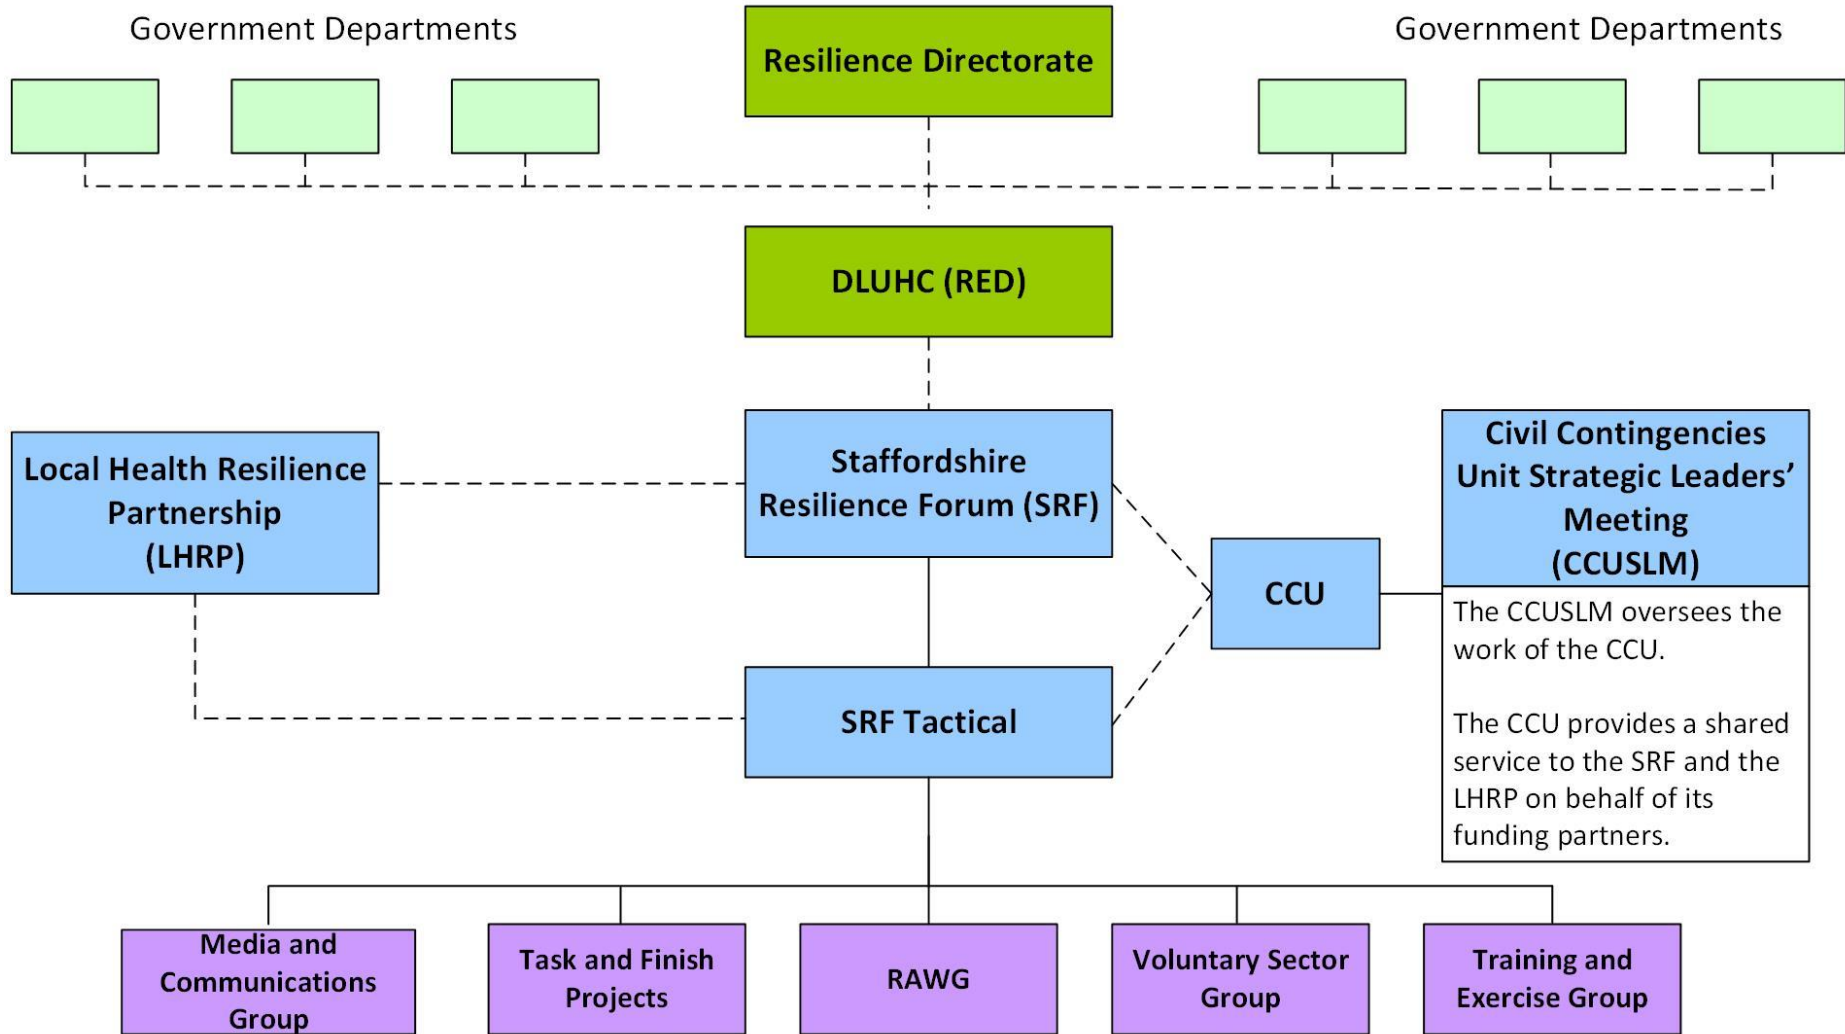 Government Departments
Resilience Directorate
Government Departments
DLUHC (RED)
Local Health Resilience
Partnership
(LHRP)
Staffordshire
Resilience Forum (SRF)
CCU
Civil Contingencies
Unit Strategic Leaders’
Meeting
(CCUSLM)
The CCUSLM oversees the
work of the CCU.
The CCU provides a shared
service to the SRF and the
LHRP on behalf of its
funding partners.
SRF Tactical
Media and
Communications
Group
Task and Finish
Projects
RAWG
Voluntary Sector
Group
Training and
Exercise Group